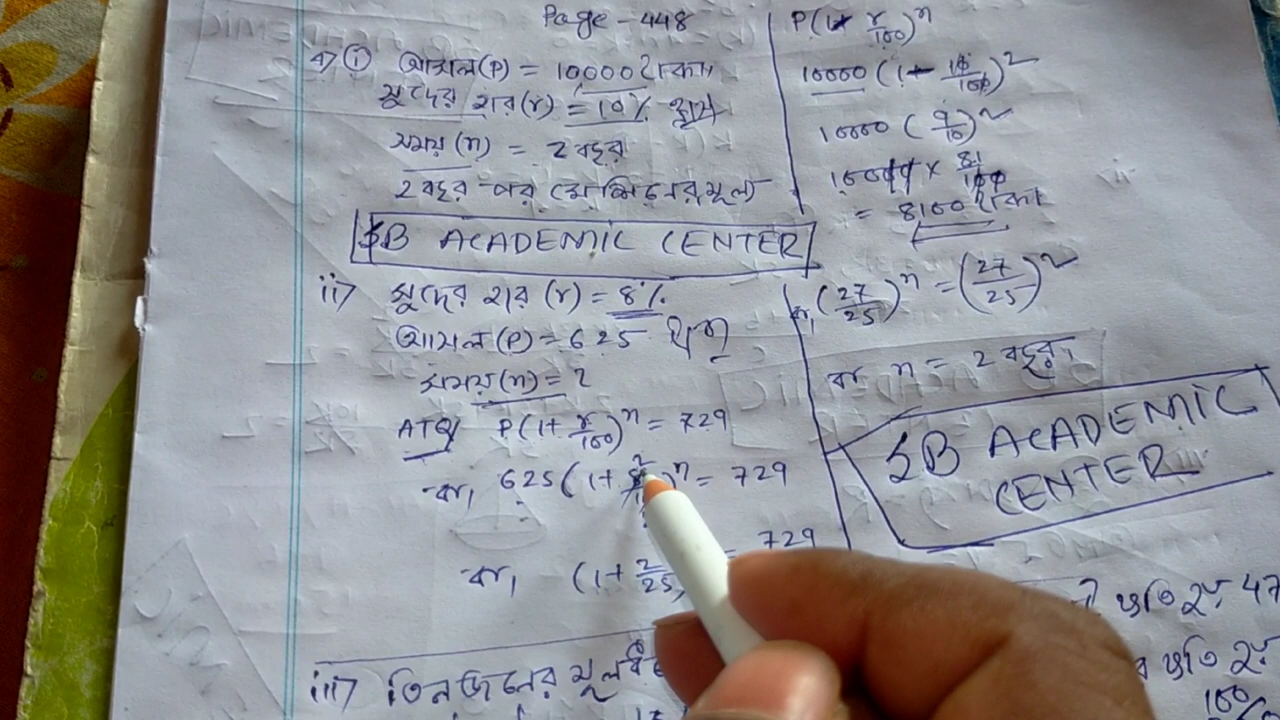 Page - 448
আসল (P) = 10000 টাকা
সুদের হার (r) = 10% হ্রাস
সময় (n) = 2 বছর
2 বছর পর মেশিনের মূল্য
SB ACADEMIC CENTER
ii) সুদের হার (r) = 8%
আসল (P) = 625
সময় (n) = ?
ATQ P(1+ r/100)^n = 729
বা, 625(1+ )^n = 729
বা, (1+ 2/25 729
iii) তিনজনের মূলধন
P(1- r/100)^n
10000 (1- 10/100)^2
10000 (9/10)^2
10000 × 81/100
= 8100 টাকা
বা, (27/25)^n = (27/25)^2
বা n = 2 বছর
SB ACADEMIC
CENTER
47
100